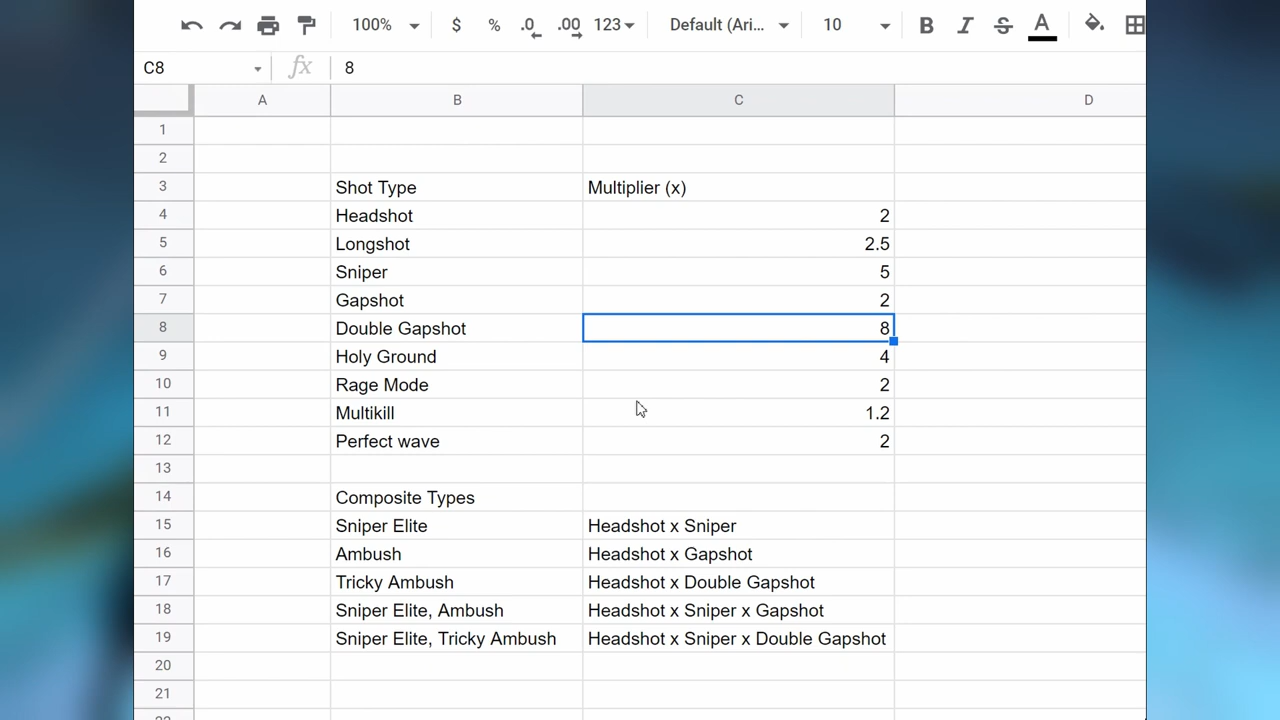 100% $ % .0 .00 123 Default (Ari... 10 B I S A
C8 fx 8
A B C D
1
2
3 Shot Type Multiplier (x)
4 Headshot 2
5 Longshot 2.5
6 Sniper 5
7 Gapshot 2
8 Double Gapshot 8
9 Holy Ground 4
10 Rage Mode 2
11 Multikill 1.2
12 Perfect wave 2
13
14 Composite Types
15 Sniper Elite Headshot x Sniper
16 Ambush Headshot x Gapshot
17 Tricky Ambush Headshot x Double Gapshot
18 Sniper Elite, Ambush Headshot x Sniper x Gapshot
19 Sniper Elite, Tricky Ambush Headshot x Sniper x Double Gapshot
20
21